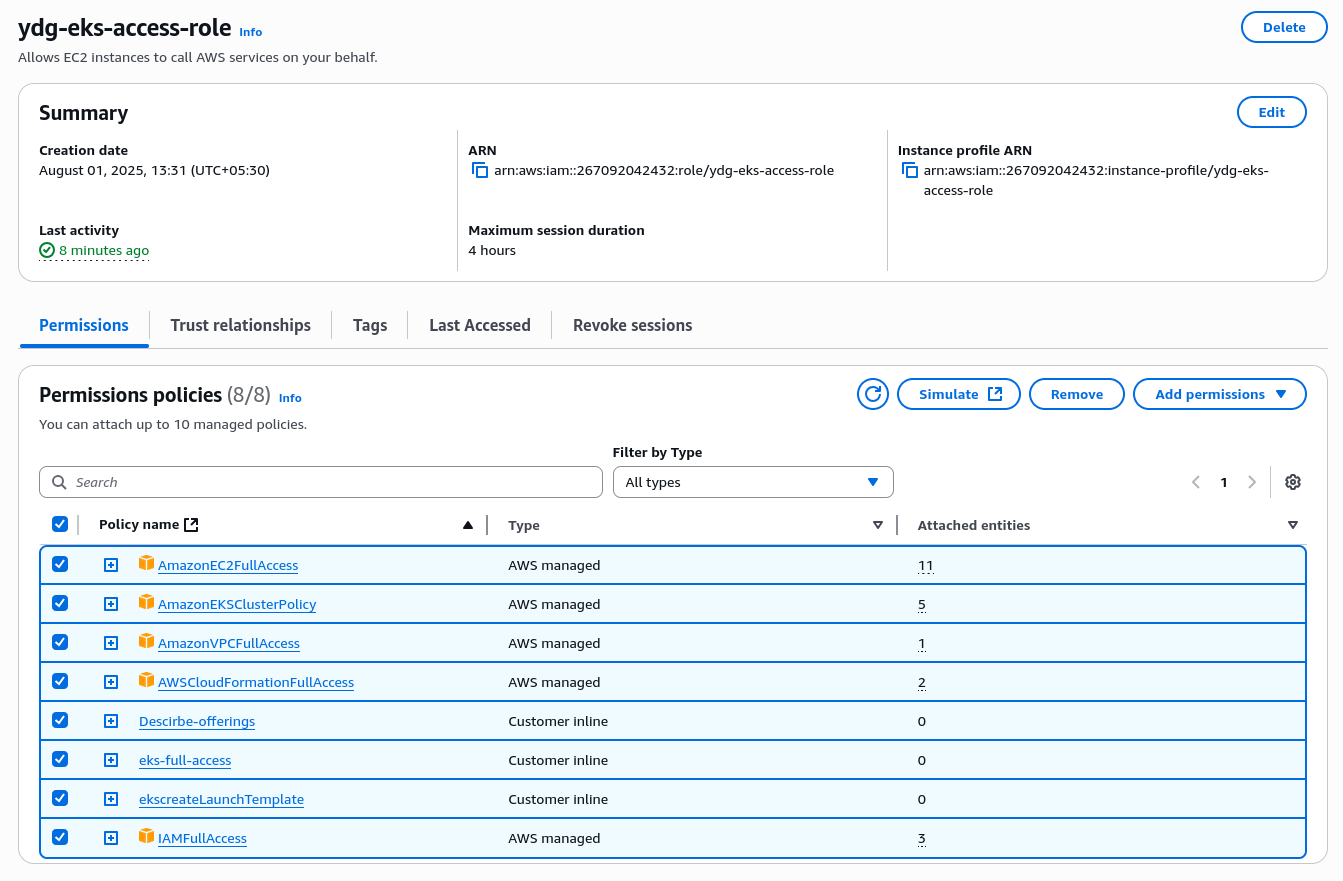 ydg-eks-access-role Info
Delete
Allows EC2 instances to call AWS services on your behalf.
Summary
Edit
Creation date
August 01, 2025, 13:31 (UTC+05:30)
ARN
arn:aws:iam::267092042432:role/ydg-eks-access-role
Instance profile ARN
arn:aws:iam::267092042432:instance-profile/ydg-eks-
access-role
Last activity
8 minutes ago
Maximum session duration
4 hours
Permissions Trust relationships Tags Last Accessed Revoke sessions
Permissions policies (8/8) Info
Simulate Remove Add permissions
You can attach up to 10 managed policies.
Filter by Type
Search All types 1
Policy name Type Attached entities
AmazonEC2FullAccess AWS managed 11
AmazonEKSClusterPolicy AWS managed 5
AmazonVPCFullAccess AWS managed 1
AWSCloudFormationFullAccess AWS managed 2
Descirbe-offerings Customer inline 0
eks-full-access Customer inline 0
ekscreateLaunchTemplate Customer inline 0
IAMFullAccess AWS managed 3